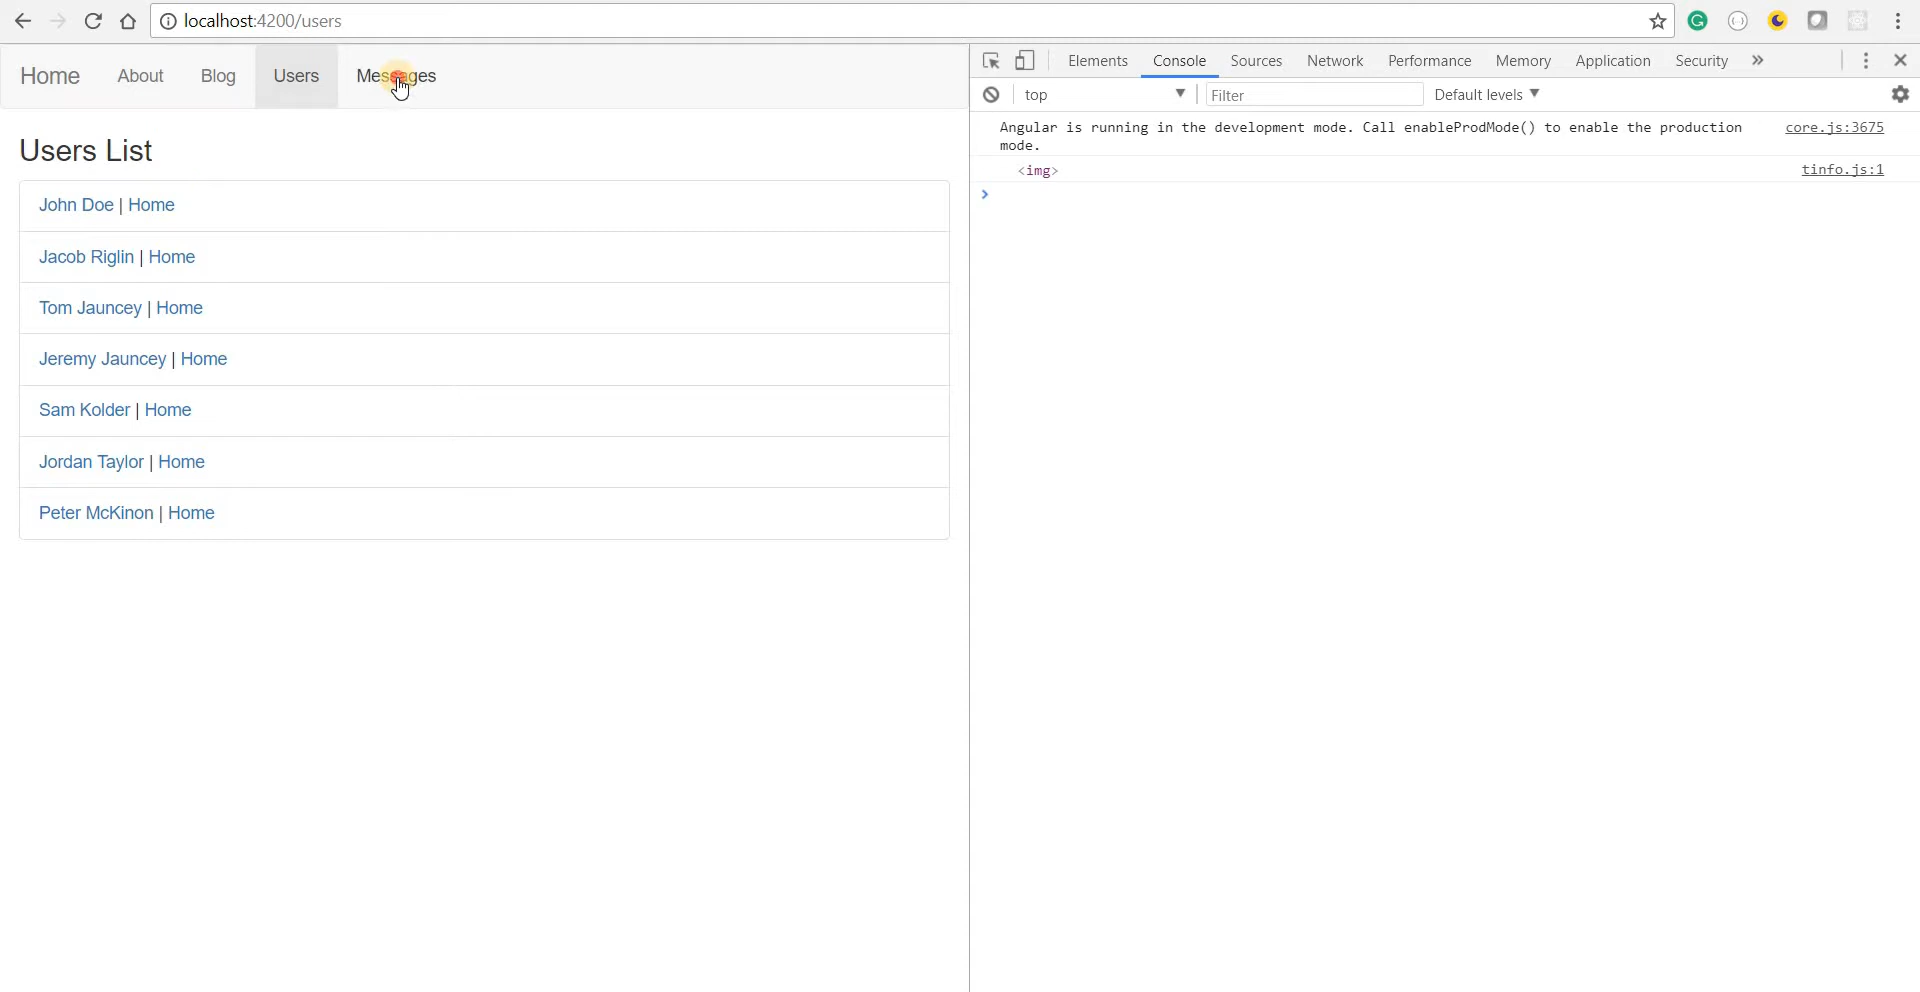 localhost:4200/users
Home About Blog Users Messages
Users List
John Doe | Home
Jacob Riglin | Home
Tom Jauncey | Home
Jeremy Jauncey | Home
Sam Kolder | Home
Jordan Taylor | Home
Peter McKinon | Home
Elements Console Sources Network Performance Memory Application Security »
top Filter Default levels
Angular is running in the development mode. Call enableProdMode() to enable the production core.js:3675
mode.
<img> tinfo.js:1